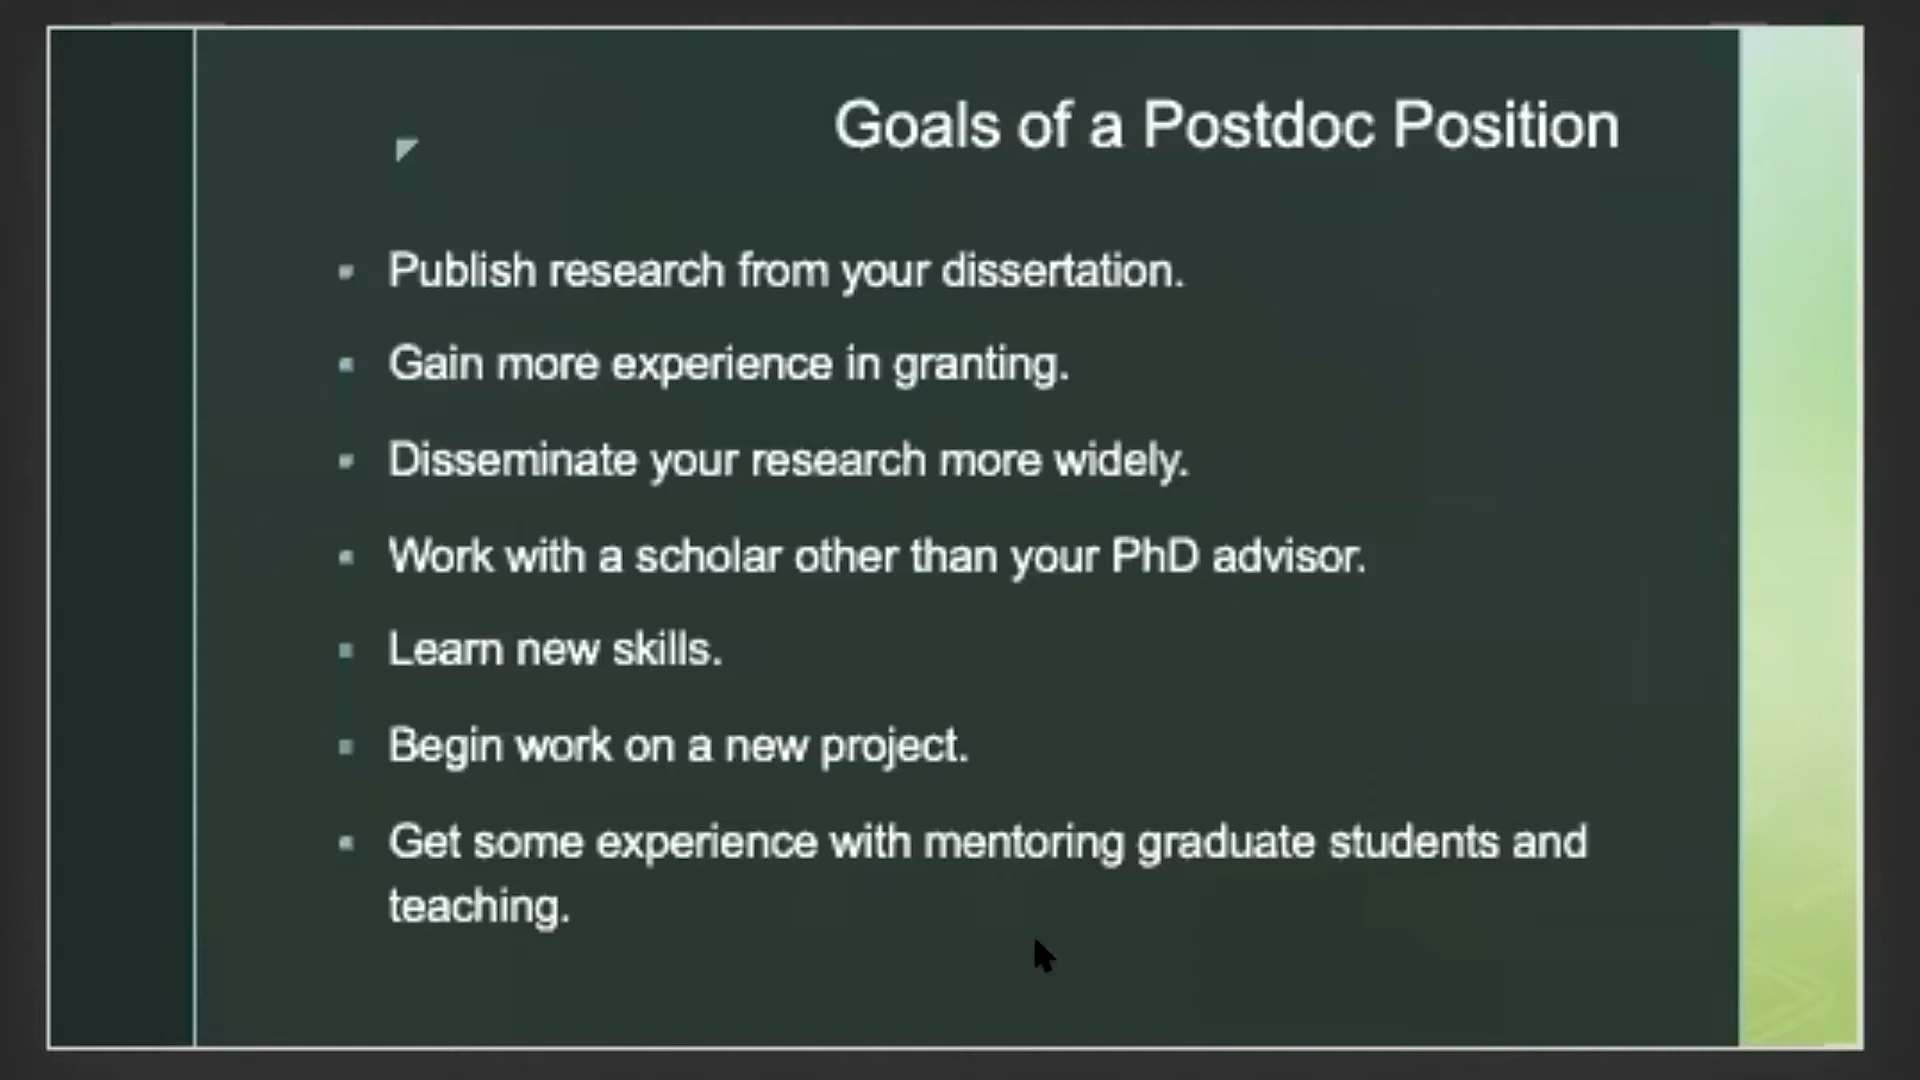 Goals of a Postdoc Position
Publish research from your dissertation.
Gain more experience in granting.
Disseminate your research more widely.
Work with a scholar other than your PhD advisor.
Learn new skills.
Begin work on a new project.
Get some experience with mentoring graduate students and
teaching.